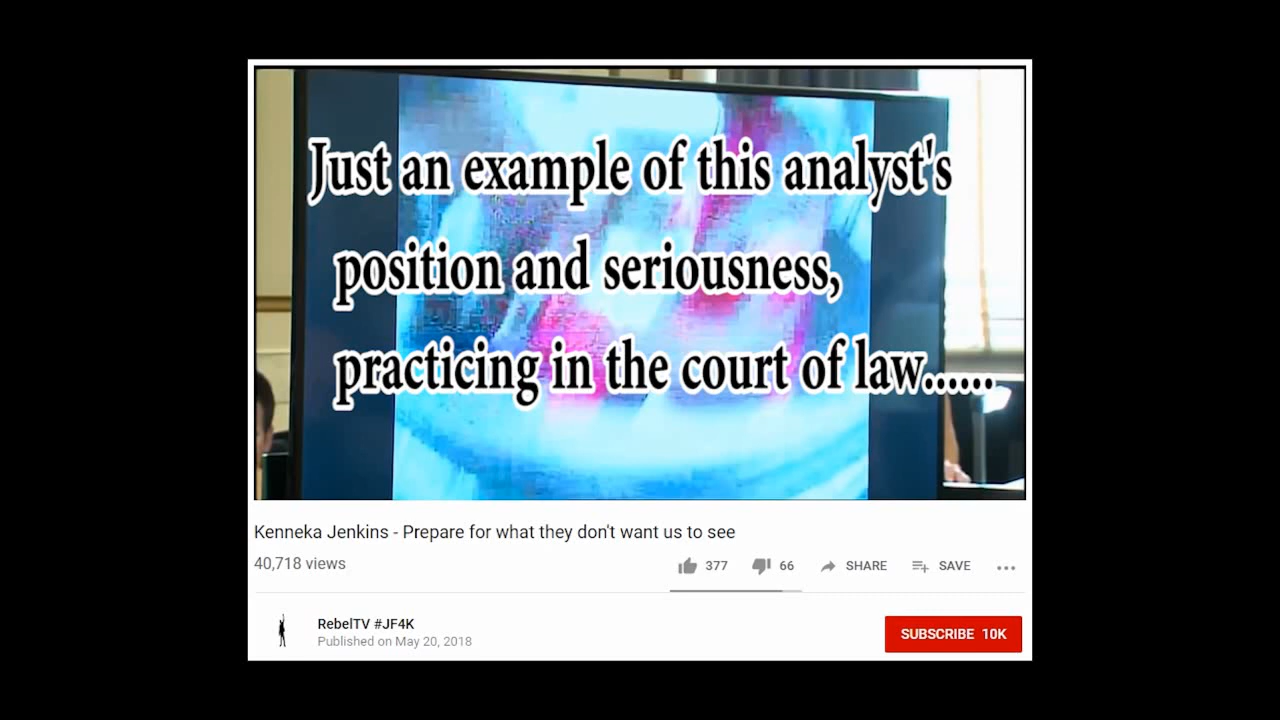 Just an example of this analyst's
position and seriousness,
practicing in the court of law......
Kenneka Jenkins - Prepare for what they don't want us to see
40,718 views
377 66 SHARE SAVE
RebelTV #JF4K
Published on May 20, 2018
SUBSCRIBE 10K